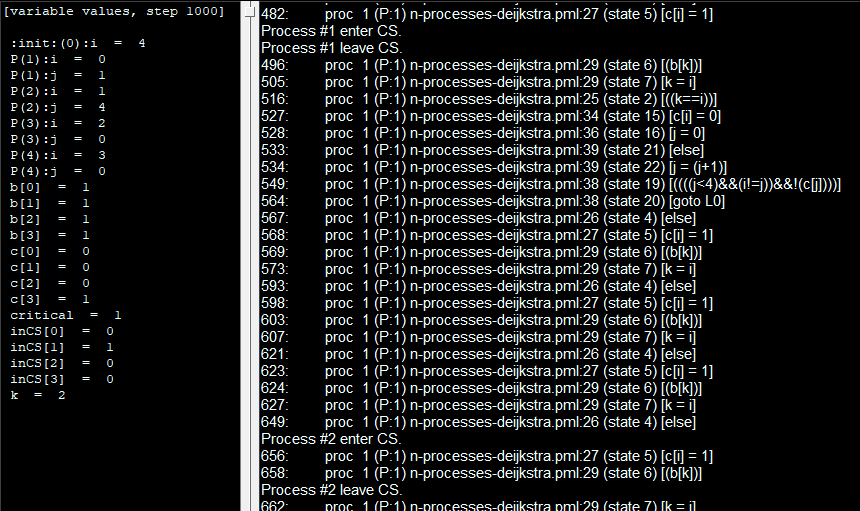 [variable values, step 1000]
:init:(0):i = 4
P(1):i = 0
P(1):j = 1
P(2):i = 1
P(2):j = 4
P(3):i = 2
P(3):j = 0
P(4):i = 3
P(4):j = 0
b[0] = 1
b[1] = 1
b[2] = 1
b[3] = 1
c[0] = 0
c[1] = 0
c[2] = 0
c[3] = 1
critical = 1
inCS[0] = 0
inCS[1] = 1
inCS[2] = 0
inCS[3] = 0
k = 2
482: proc 1 (P:1) n-processes-deijkstra.pml:27 (state 5) [c[i] = 1]
Process #1 enter CS.
Process #1 leave CS.
496: proc 1 (P:1) n-processes-deijkstra.pml:29 (state 6) [(b[k])]
505: proc 1 (P:1) n-processes-deijkstra.pml:29 (state 7) [k = i]
516: proc 1 (P:1) n-processes-deijkstra.pml:25 (state 2) [((k==i))]
527: proc 1 (P:1) n-processes-deijkstra.pml:34 (state 15) [c[i] = 0]
528: proc 1 (P:1) n-processes-deijkstra.pml:36 (state 16) [j = 0]
533: proc 1 (P:1) n-processes-deijkstra.pml:39 (state 21) [else]
534: proc 1 (P:1) n-processes-deijkstra.pml:39 (state 22) [j = (j+1)]
549: proc 1 (P:1) n-processes-deijkstra.pml:38 (state 19) [((((j<4)&&(i!=j))&&!(c[j])))]
564: proc 1 (P:1) n-processes-deijkstra.pml:38 (state 20) [goto L0]
567: proc 1 (P:1) n-processes-deijkstra.pml:26 (state 4) [else]
568: proc 1 (P:1) n-processes-deijkstra.pml:27 (state 5) [c[i] = 1]
569: proc 1 (P:1) n-processes-deijkstra.pml:29 (state 6) [(b[k])]
573: proc 1 (P:1) n-processes-deijkstra.pml:29 (state 7) [k = i]
593: proc 1 (P:1) n-processes-deijkstra.pml:26 (state 4) [else]
598: proc 1 (P:1) n-processes-deijkstra.pml:27 (state 5) [c[i] = 1]
603: proc 1 (P:1) n-processes-deijkstra.pml:29 (state 6) [(b[k])]
607: proc 1 (P:1) n-processes-deijkstra.pml:29 (state 7) [k = i]
621: proc 1 (P:1) n-processes-deijkstra.pml:26 (state 4) [else]
623: proc 1 (P:1) n-processes-deijkstra.pml:27 (state 5) [c[i] = 1]
624: proc 1 (P:1) n-processes-deijkstra.pml:29 (state 6) [(b[k])]
627: proc 1 (P:1) n-processes-deijkstra.pml:29 (state 7) [k = i]
649: proc 1 (P:1) n-processes-deijkstra.pml:26 (state 4) [else]
Process #2 enter CS.
656: proc 1 (P:1) n-processes-deijkstra.pml:27 (state 5) [c[i] = 1]
658: proc 1 (P:1) n-processes-deijkstra.pml:29 (state 6) [(b[k])]
Process #2 leave CS.
662: proc 1 (P:1) n-processes-deijkstra.pml:29 (state 7) [k = i]